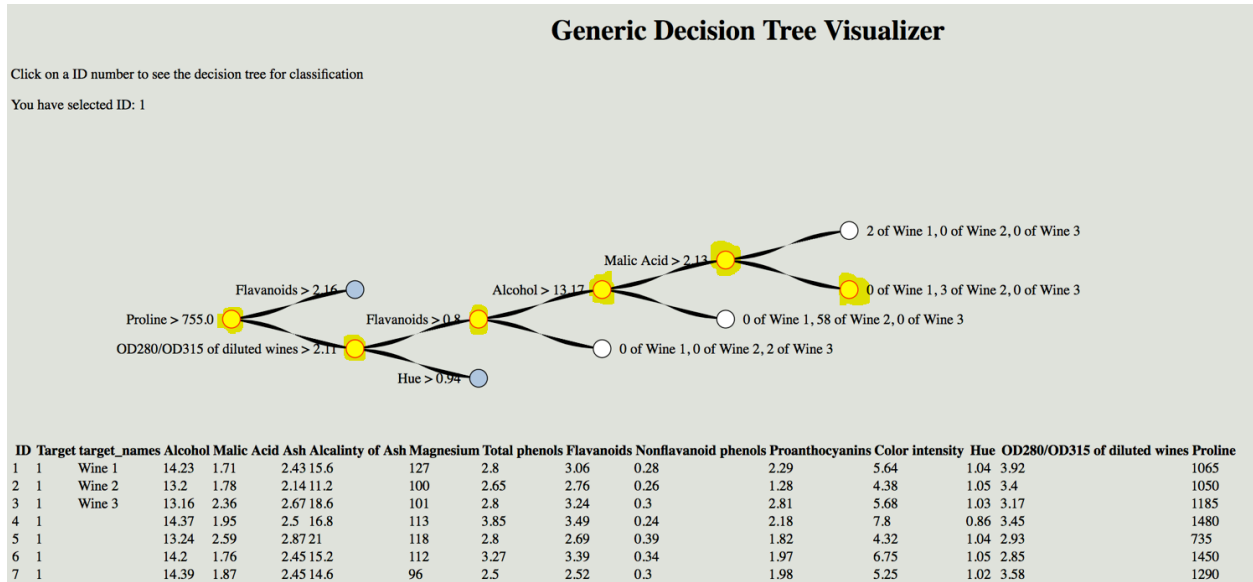 Generic Decision Tree Visualizer
Click on a ID number to see the decision tree for classification
You have selected ID: 1
2 of Wine 1, 0 of Wine 2, 0 of Wine 3
Malic Acid > 2.13
Flavanoids > 2.16
Alcohol > 13.17
0 of Wine 1, 3 of Wine 2, 0 of Wine 3
Proline > 755.0
Flavanoids > 0.8
0 of Wine 1, 58 of Wine 2, 0 of Wine 3
OD280/OD315 of diluted wines > 2.11
0 of Wine 1, 0 of Wine 2, 2 of Wine 3
Hue > 0.94
ID Target target_names Alcohol Malic Acid Ash Alcalinty of Ash Magnesium Total phenols Flavanoids Nonflavanoid phenols Proanthocyanins Color intensity Hue OD280/OD315 of diluted wines Proline
1 1 Wine 1 14.23 1.71 2.43 15.6 127 2.8 3.06 0.28 2.29 5.64 1.04 3.92 1065
2 1 Wine 2 13.2 1.78 2.14 11.2 100 2.65 2.76 0.26 1.28 4.38 1.05 3.4 1050
3 1 Wine 3 13.16 2.36 2.67 18.6 101 2.8 3.24 0.3 2.81 5.68 1.03 3.17 1185
4 1 14.37 1.95 2.5 16.8 113 3.85 3.49 0.24 2.18 7.8 0.86 3.45 1480
5 1 13.24 2.59 2.87 21 118 2.8 2.69 0.39 1.82 4.32 1.04 2.93 735
6 1 14.2 1.76 2.45 15.2 112 3.27 3.39 0.34 1.97 6.75 1.05 2.85 1450
7 1 14.39 1.87 2.45 14.6 96 2.5 2.52 0.3 1.98 5.25 1.02 3.58 1290